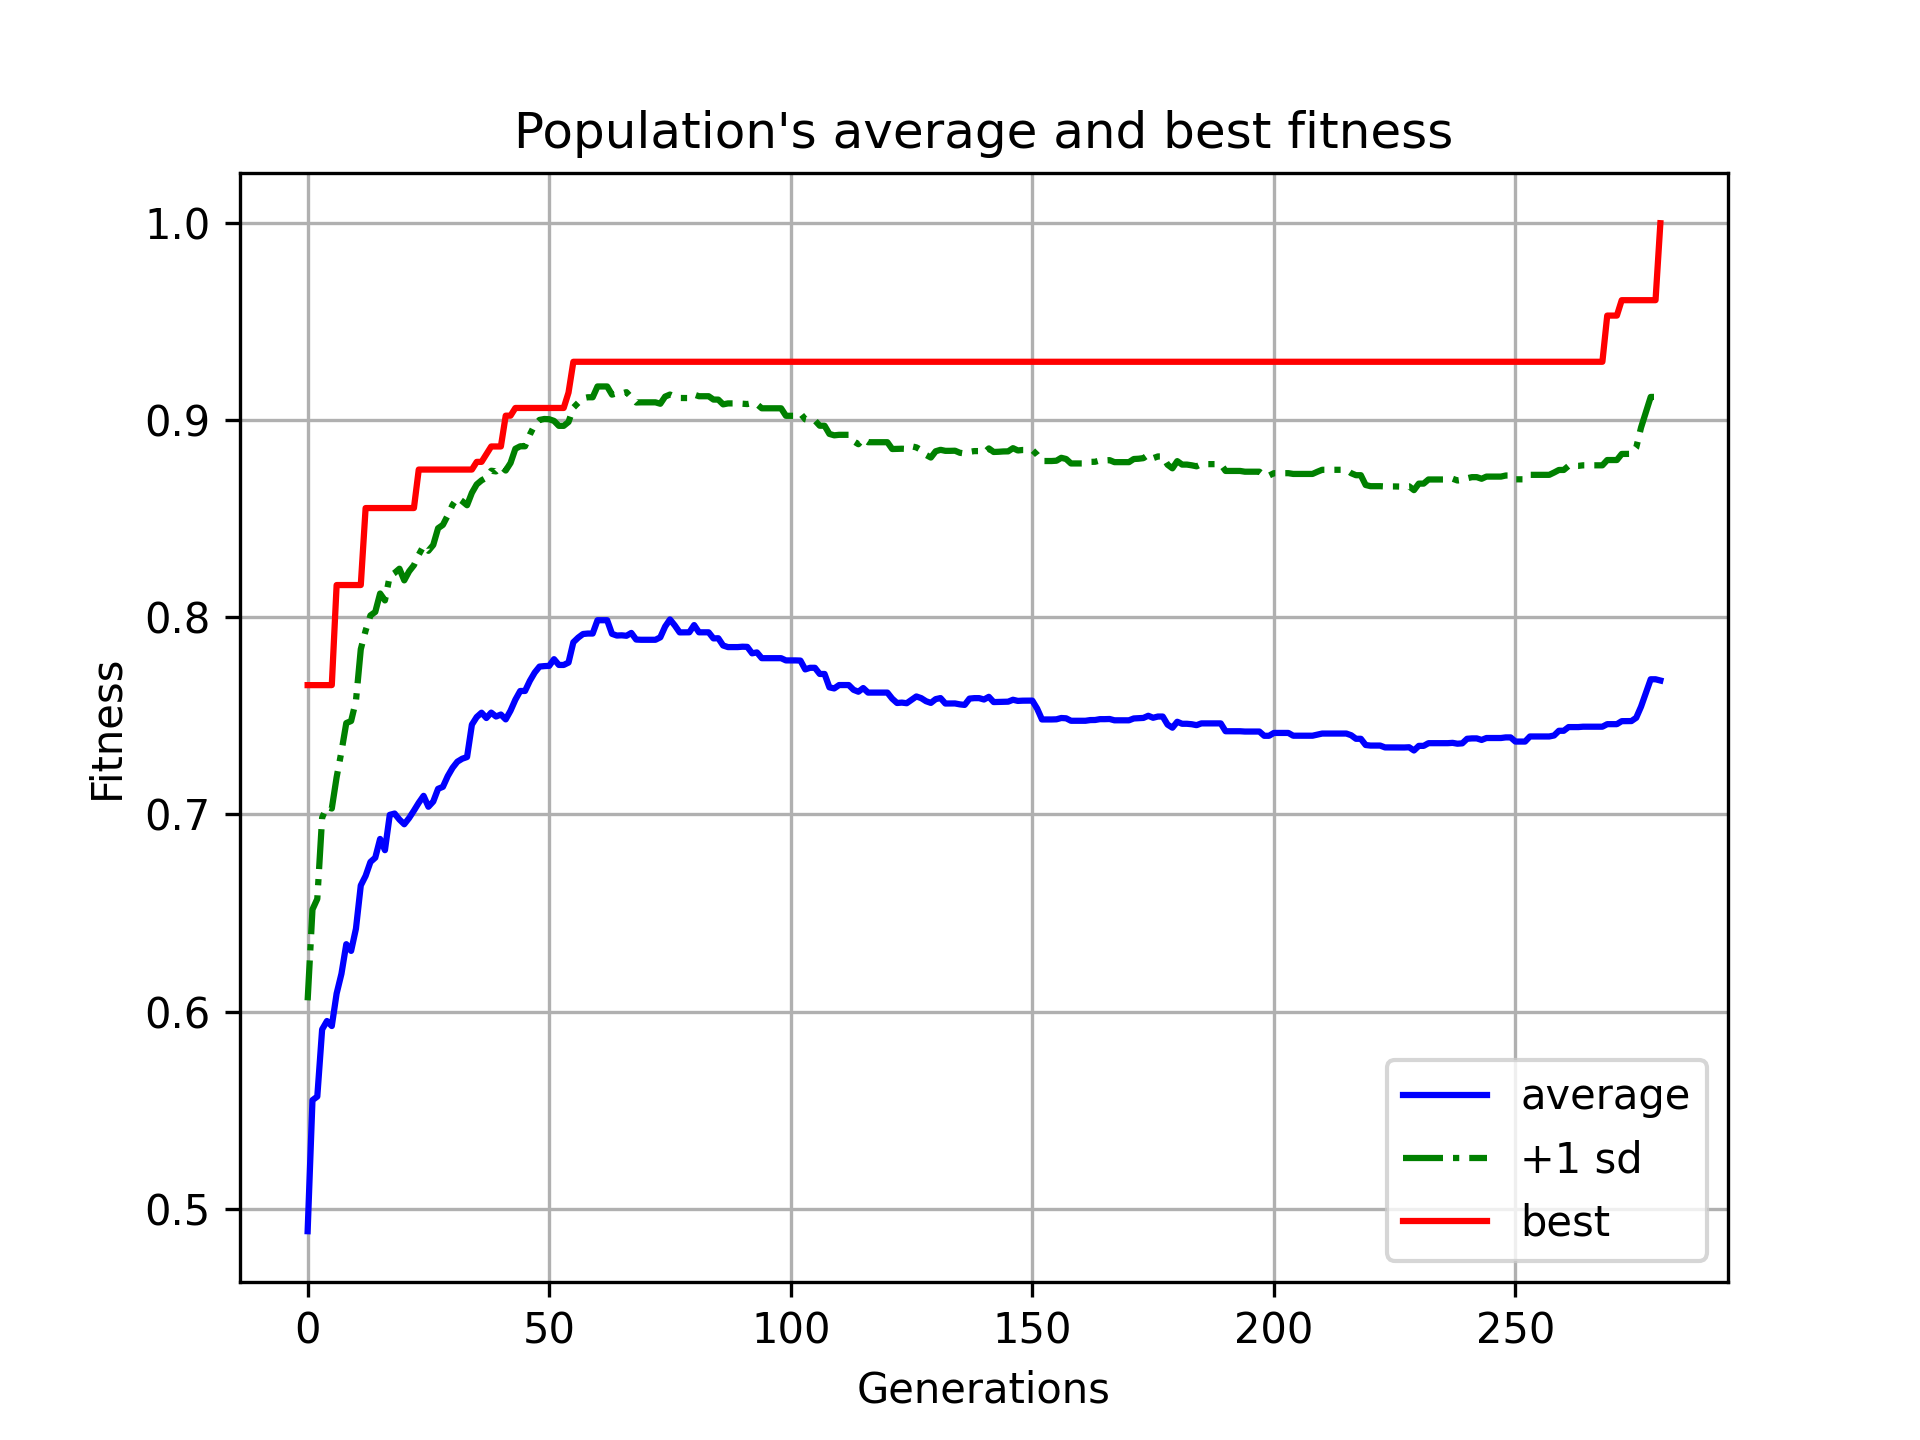 Population's average and best fitness
1.0
0.9
0.8
0.7
0.6
0.5
Fitness
average
+1 sd
best
0 50 100 150 200 250
Generations